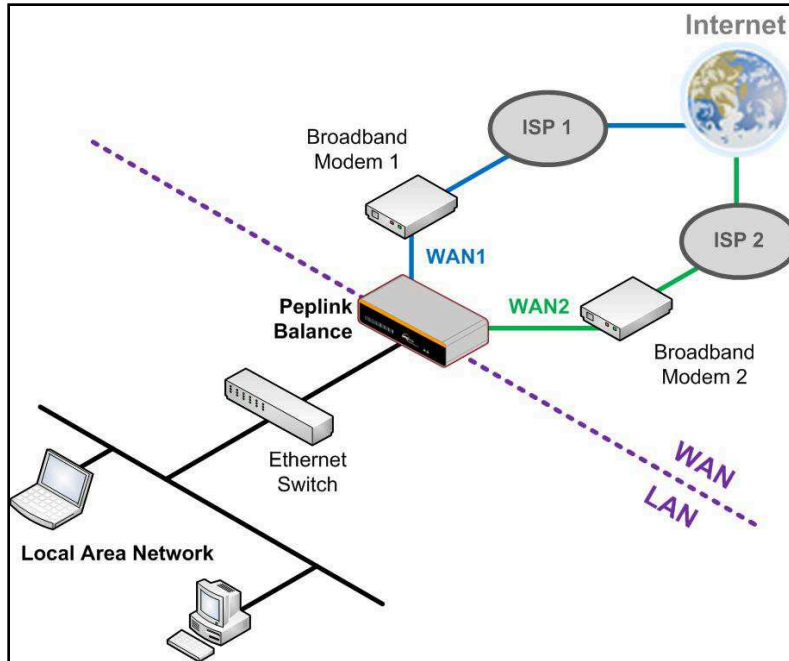 Internet
ISP 1
Broadband
Modem 1
ISP 2
WAN1
Peplink
Balance
WAN2
Broadband
Modem 2
Ethernet
Switch
WAN
LAN
Local Area Network